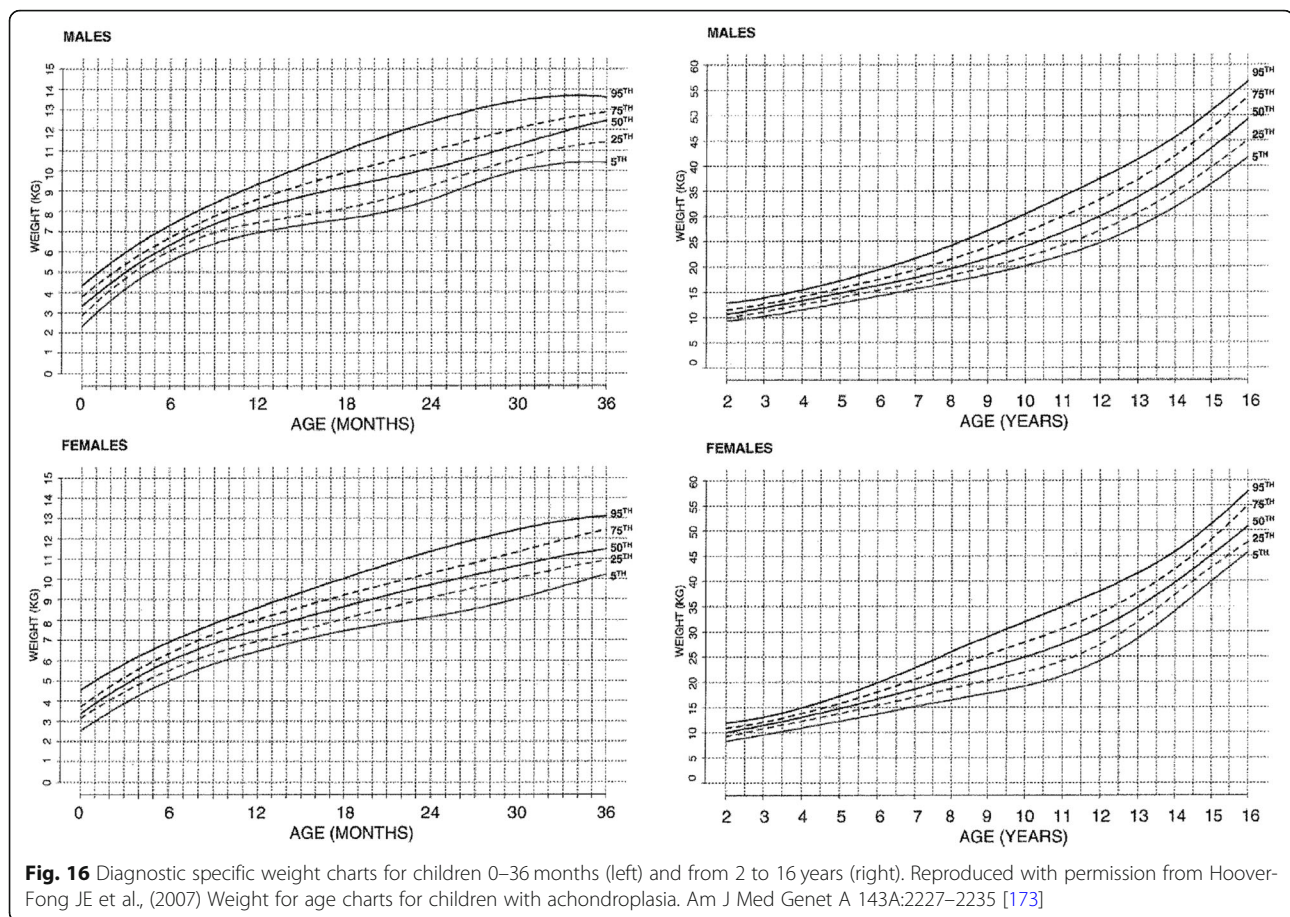 MALES
WEIGHT (KG)
15
14
13
12
11
10
9
8
7
6
5
4
3
2
1
0
95TH
75TH
50TH
25TH
5TH
0 6 12 18 24 30 36
AGE (MONTHS)
MALES
WEIGHT (KG)
60
55
50
45
40
35
30
25
20
15
10
5
0
95TH
75TH
50TH
25TH
5TH
2 3 4 5 6 7 8 9 10 11 12 13 14 15 16
AGE (YEARS)
FEMALES
WEIGHT (KG)
15
14
13
12
11
10
9
8
7
6
5
4
3
2
1
0
95TH
75TH
50TH
25TH
5TH
0 6 12 18 24 30 36
AGE (MONTHS)
FEMALES
WEIGHT (KG)
60
55
50
45
40
35
30
25
20
15
10
5
0
95TH
75TH
50TH
25TH
5TH
2 3 4 5 6 7 8 9 10 11 12 13 14 15 16
AGE (YEARS)
Fig. 16 Diagnostic specific weight charts for children 0–36 months (left) and from 2 to 16 years (right). Reproduced with permission from Hoover-
Fong JE et al., (2007) Weight for age charts for children with achondroplasia. Am J Med Genet A 143A:2227–2235 [173]